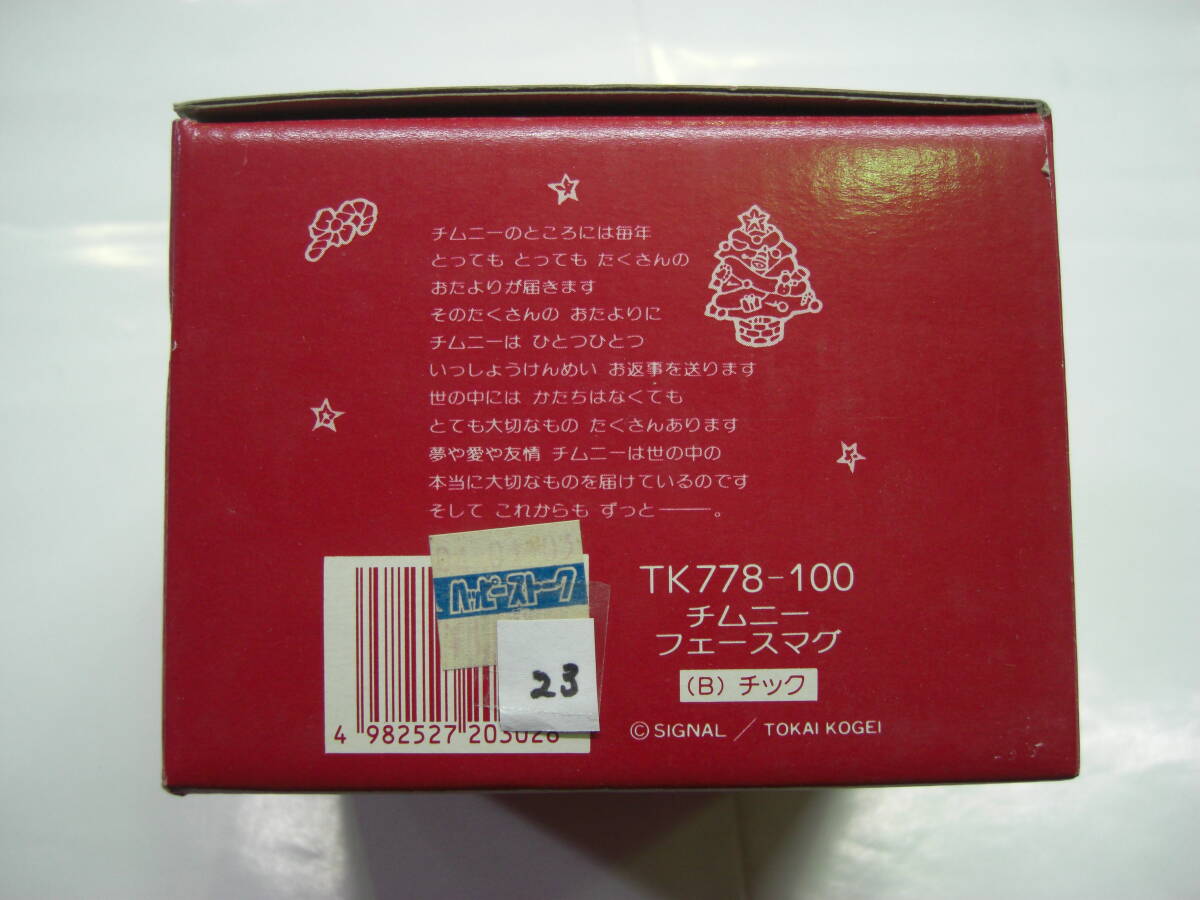 チムニーのところには毎年
とっても とっても たくさんの
おたよりが届きます
そのたくさんの おたよりに
チムニーは ひとつひとつ
いっしょうけんめい お返事を送ります
世の中には かたちはなくても
とても大切なもの たくさんあります
夢や愛や友情 チムニーは世の中の
本当に大切なものを届けているのです
そして これからも ずっと――。
ハッピーストーク
23
4 982527
TK778-100
チムニー
フェースマグ
(B) チック
© SIGNAL / TOKAI KOGEI